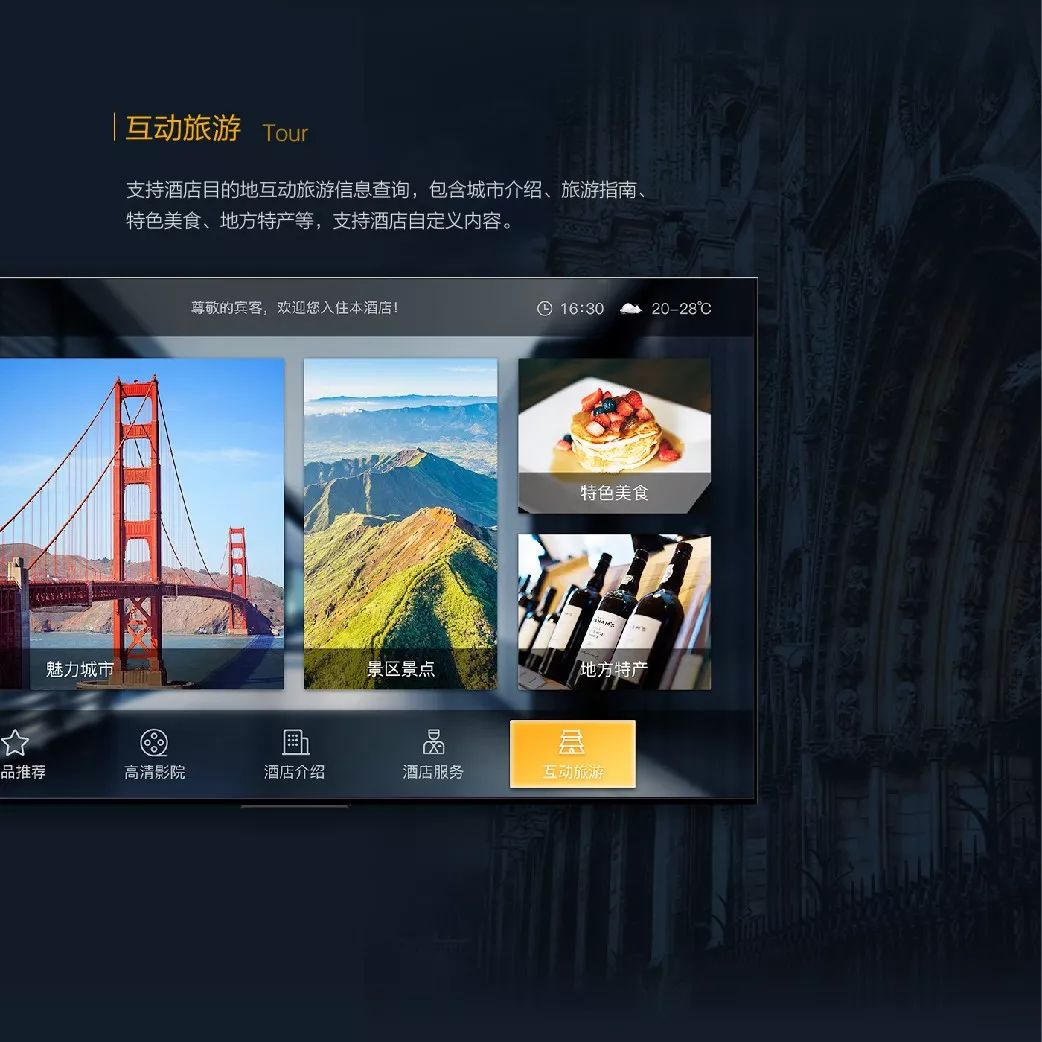 互动旅游 Tour
支持酒店目的地互动旅游信息查询，包含城市介绍、旅游指南、
特色美食、地方特产等，支持酒店自定义内容。
尊敬的宾客，欢迎您入住本酒店! 16:30 20-28℃
特色美食
魅力城市 景区景点 地方特产
品推荐 高清影院 酒店介绍 酒店服务 互动旅游